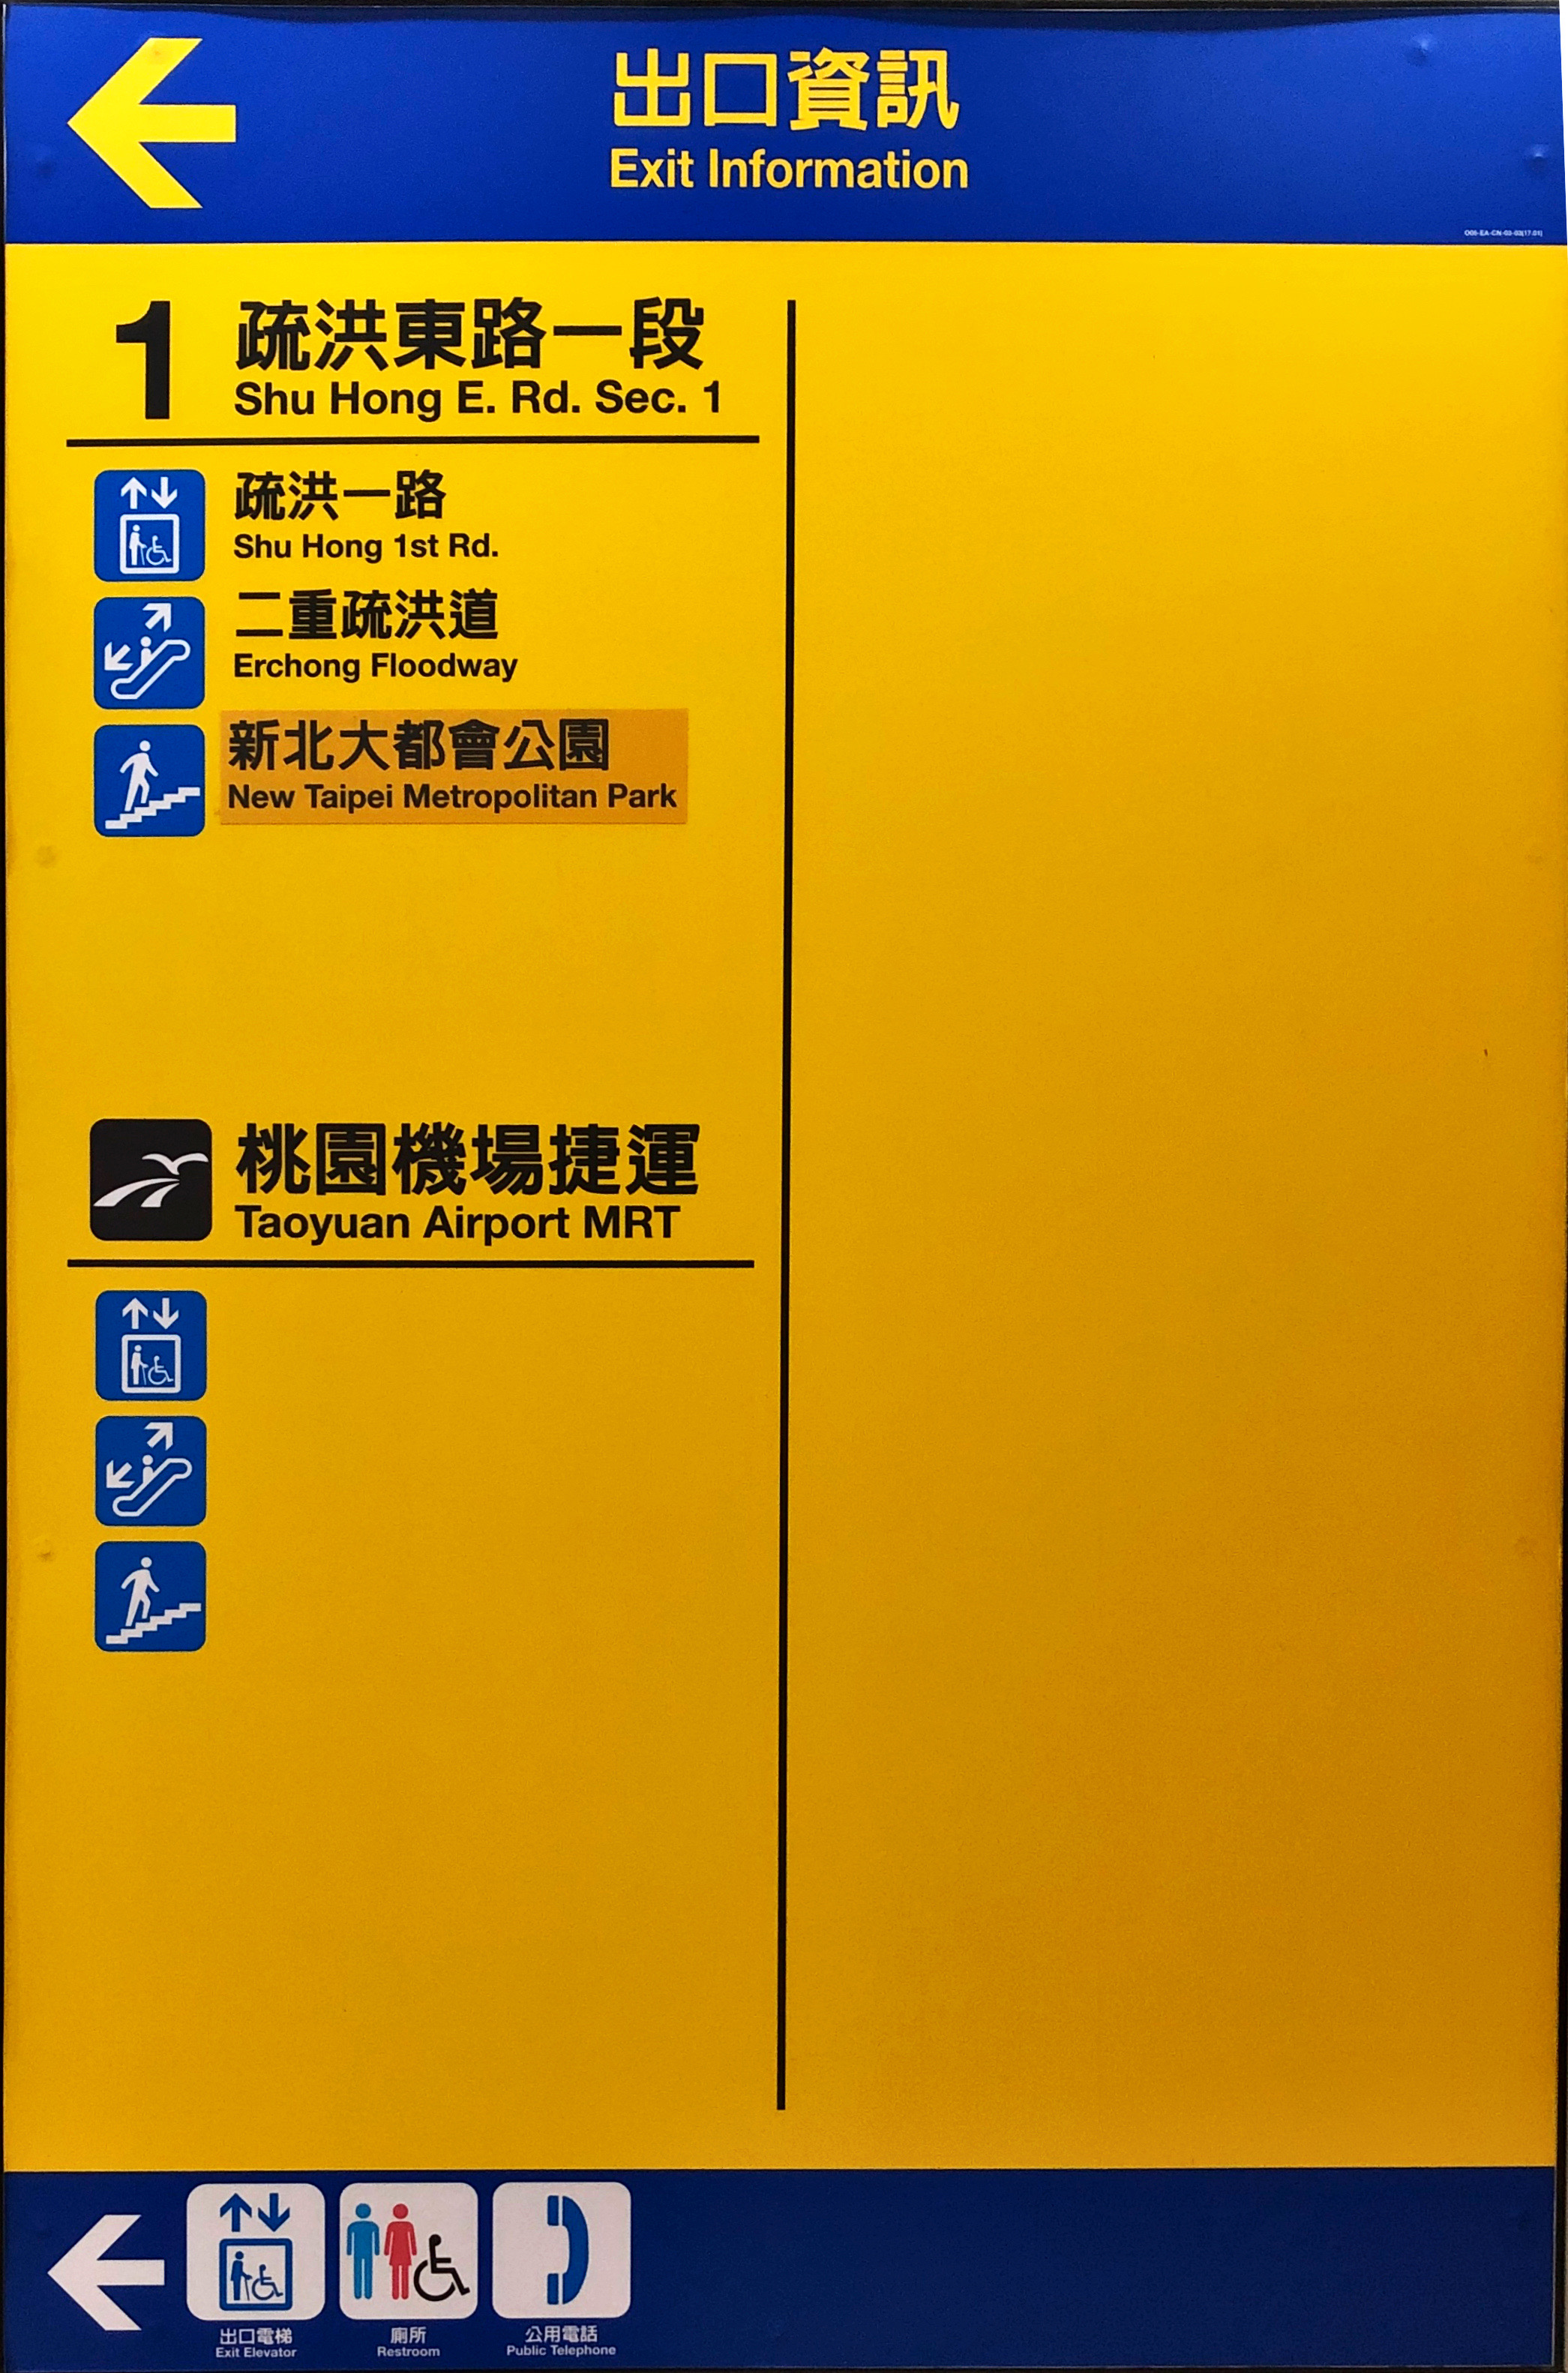 出口資訊
Exit Information
1
疏洪東路一段
Shu Hong E. Rd. Sec. 1
疏洪一路
Shu Hong 1st Rd.
二重疏洪道
Erchong Floodway
新北大都會公園
New Taipei Metropolitan Park
桃園機場捷運
Taoyuan Airport MRT
出口電梯
Exit Elevator
廁所
Restroom
公用電話
Public Telephone